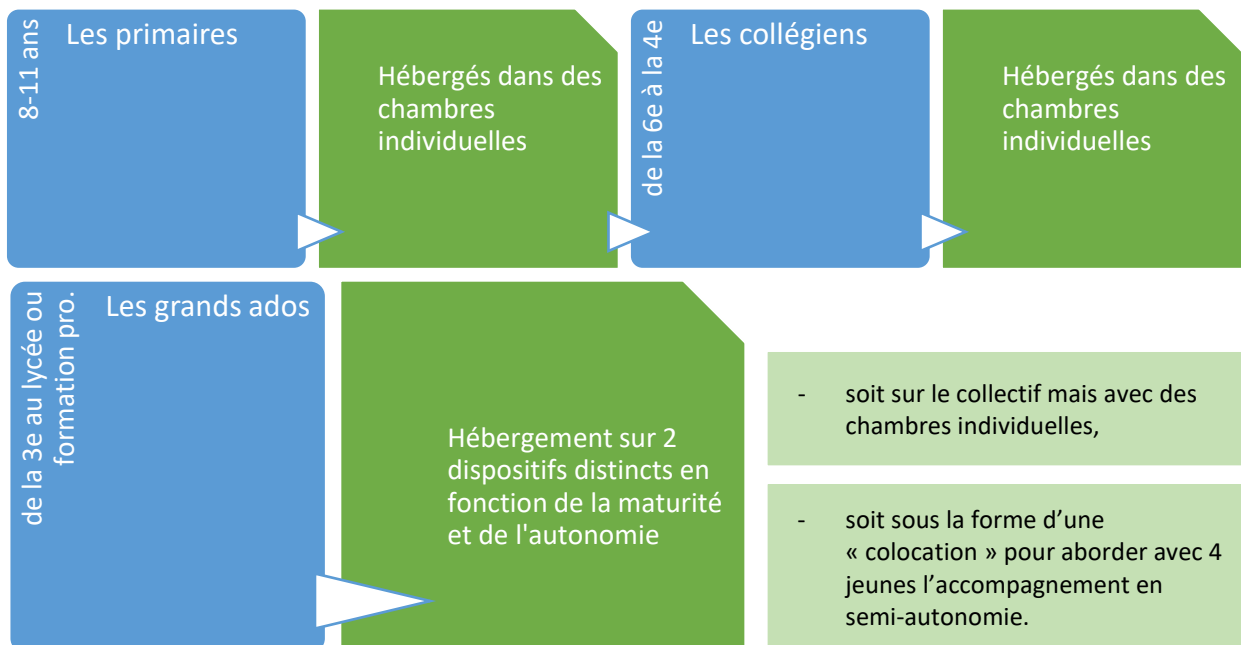 8-11 ans
Les primaires
Hébergés dans des
chambres
individuelles
de la 6e à la 4e
Les collégiens
Hébergés dans des
chambres
individuelles
de la 3e au lycée ou
formation pro.
Les grands ados
Hébergement sur 2
dispositifs distincts en
fonction de la maturité
et de l'autonomie
- soit sur le collectif mais avec des
chambres individuelles,
- soit sous la forme d’une
« colocation » pour aborder avec 4
jeunes l’accompagnement en
semi-autonomie.